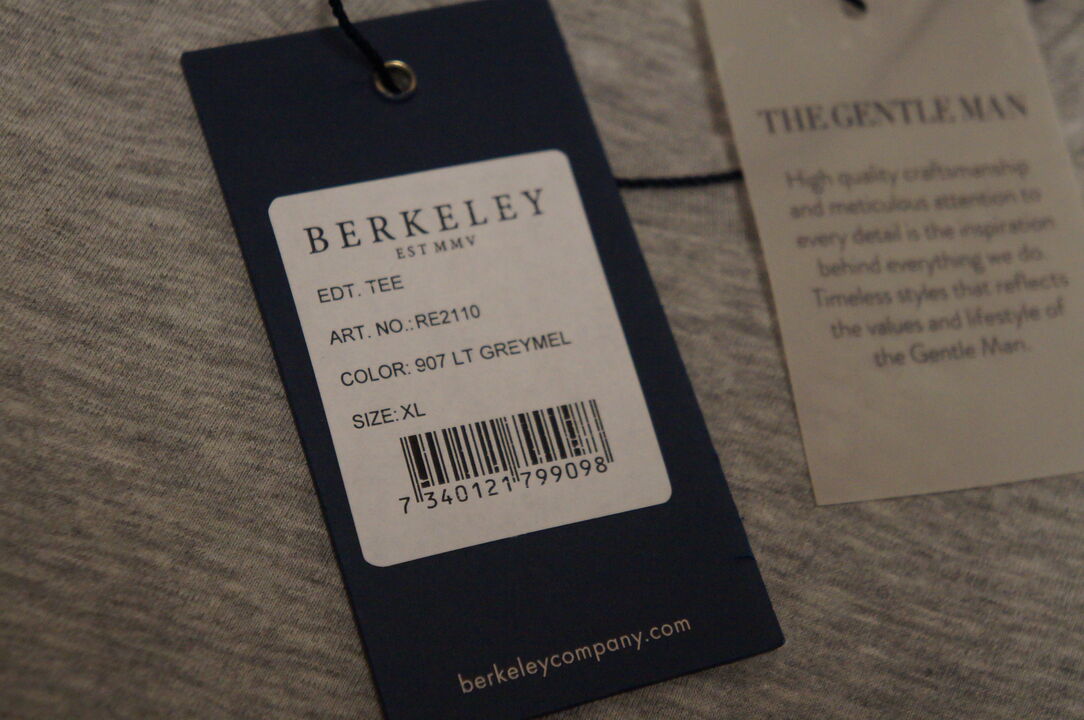 BERKELEY
EST MMV
EDT. TEE
ART. NO.: RE2110
COLOR: 907 LT GREYMEL
SIZE: XL
7 340121 799098
berkeleycompany.com
THE GENTLE MAN
High quality craftsmanship
and meticulous attention to
every detail is the inspiration
behind everything we do.
Timeless styles that reflects
the values and lifestyle of
the Gentle Man.